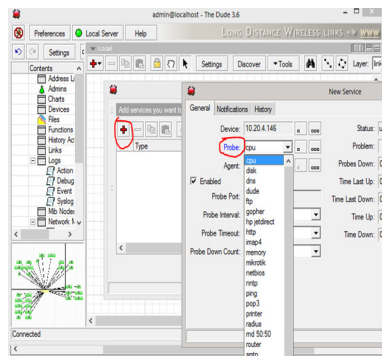 admin@localhost - The Dude 3.6
Preferences
Local Server
Help
Long Distance Wireless Links
www
Settings
Local
Contents
Settings
Discover
Tools
Layer:
Address Li
Admins
Charts
Devices
Files
Functions
History Ac
Links
Logs
Action
Debug
Event
Syslog
Mib Nodes
Network M
Add services you want to
Type
New Service
General
Notifications
History
Device:
10.20.4.146
Status:
Probe:
cpu
Problem:
Agent:
Probes Down:
Enabled
Time Last Up:
Probe Port:
Time Last Down:
Probe Interval:
Time Up:
Probe Timeout:
Time Down:
Probe Down Count:
cpu
disk
dns
dude
ftp
gopher
hp jetdirect
http
imap4
memory
mikrotik
netbios
nntp
ping
pop3
printer
radius
rnd 50:50
router
smtp
Connected